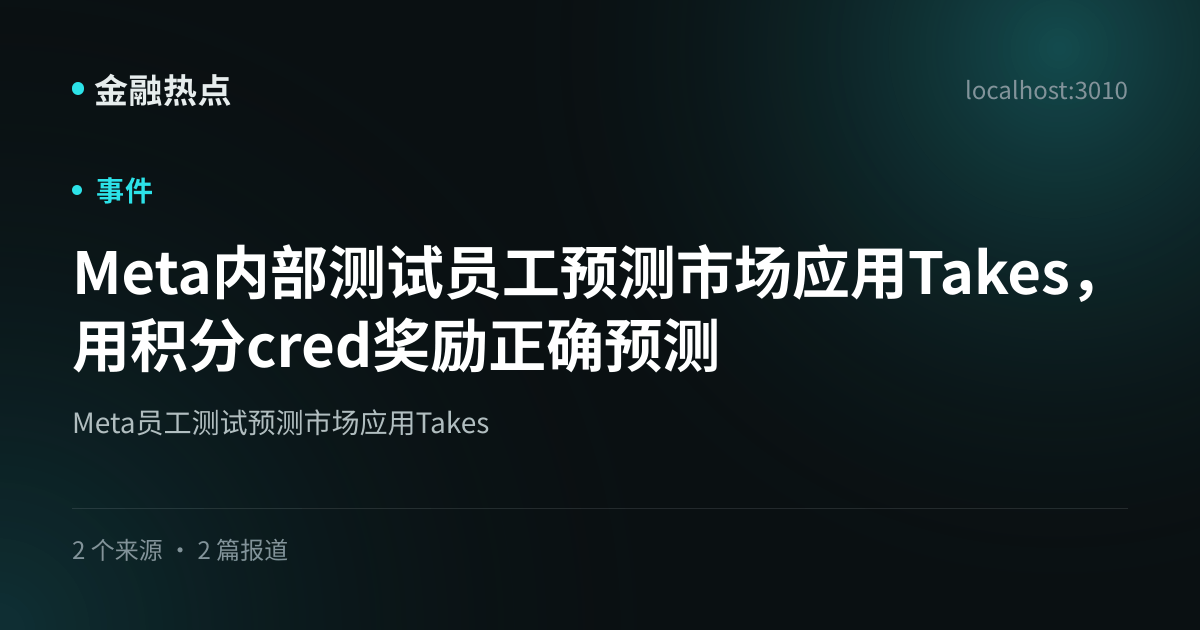 金融热点
localhost:3010
事件
Meta内部测试员工预测市场应用Takes，
用积分cred奖励正确预测
Meta员工测试预测市场应用Takes
2 个来源 · 2 篇报道